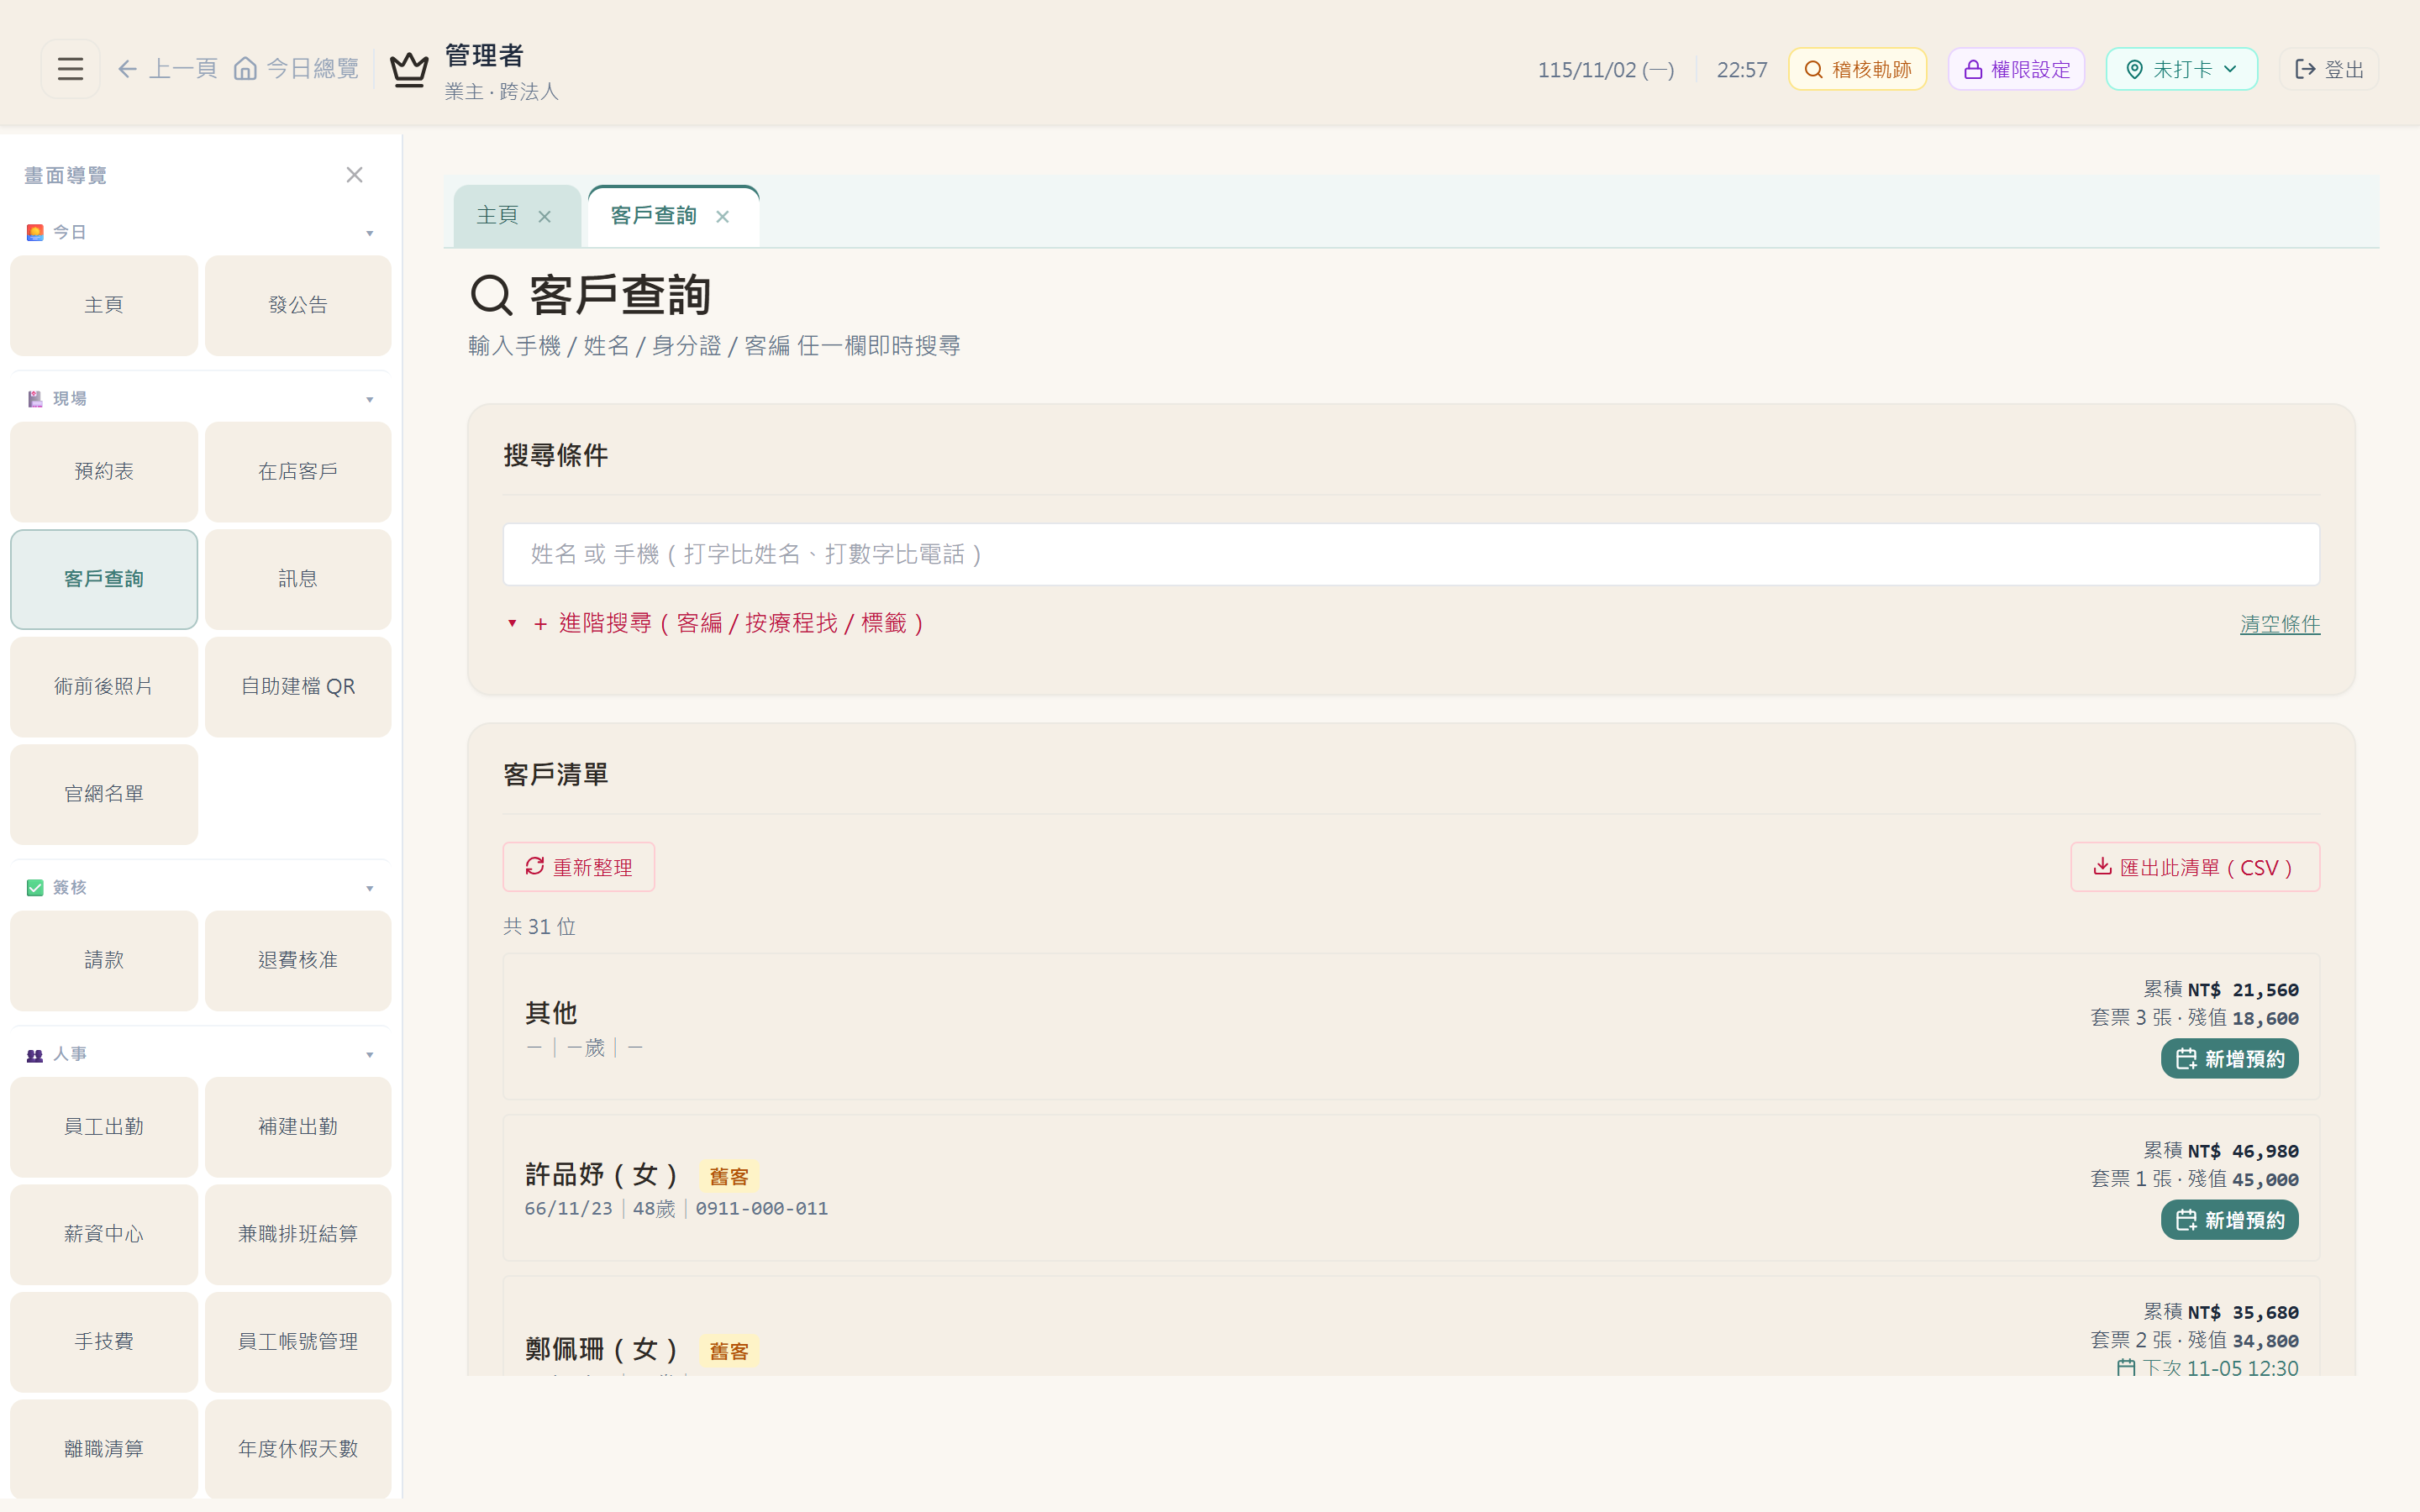 上一頁 今日總覽
管理者
業主 · 跨法人
115/11/02 (一) 22:57 稽核軌跡 權限設定 未打卡 登出
畫面導覽
今日
主頁 發公告
現場
預約表 在店客戶
客戶查詢 訊息
術前後照片 自助建檔 QR
官網名單
簽核
請款 退費核准
人事
員工出勤 補建出勤
薪資中心 兼職排班結算
手技費 員工帳號管理
離職清算 年度休假天數
主頁 客戶查詢
客戶查詢
輸入手機 / 姓名 / 身分證 / 客編 任一欄即時搜尋
搜尋條件
姓名 或 手機 ( 打字比姓名、打數字比電話 )
+ 進階搜尋 ( 客編 / 按療程找 / 標籤 ) 清空條件
客戶清單
重新整理 匯出此清單 ( CSV )
共 31 位
其他
— | —歲 | —
累積 NT$ 21,560
套票 3 張 · 殘值 18,600
新增預約
許品妤 ( 女 ) 舊客
66/11/23 | 48歲 | 0911-000-011
累積 NT$ 46,980
套票 1 張 · 殘值 45,000
新增預約
鄭佩珊 ( 女 ) 舊客
累積 NT$ 35,680
套票 2 張 · 殘值 34,800
下次 11-05 12:30